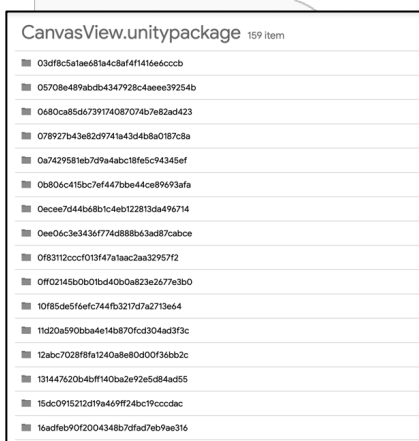 CanvasView.unitypackage 159 item
03df8c5a1ae681a4c8af4f1416e6cccb
05708e489abdb4347928c4aeee39254b
0680ca85d6739174087074b7e82ad423
078927b43e82d9741a43d4b8a0187c8a
0a7429581eb7d9a4abc18fe5c94345ef
0b806c415bc7ef447bbe44ce89693afa
0ecee7d44b68b1c4eb122813da496714
0ee06c3e3436f774d888b63ad87cabce
0f83112cccf013f47a1aac2aa32957f2
0ff02145b0b01bd40b0a823e2677e3b0
10f85de5f6efc744fb3217d7a2713e64
11d20a590bba4e14b870fcd304ad3f3c
12abc7028f8fa1240a8e80d00f36bb2c
131447620b4bff140ba2e92e5d84ad55
15dc0915212d19a469ff24bc19cccdac
16adfeb90f2004348b7dfad7eb9ae316